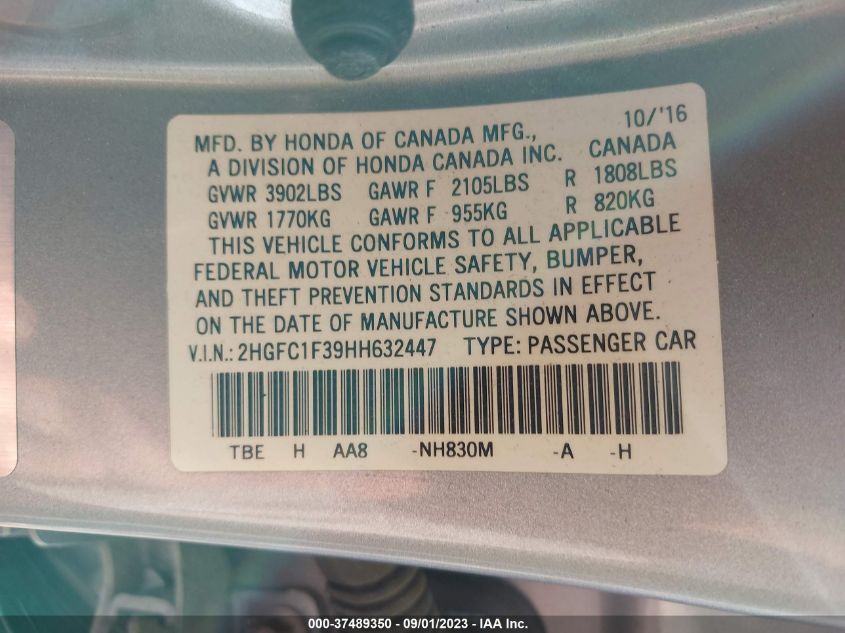 10/'16
MFD. BY HONDA OF CANADA MFG.,
A DIVISION OF HONDA CANADA INC. CANADA
GVWR 3902LBS GAWR F 2105LBS R 1808LBS
GVWR 1770KG GAWR F 955KG R 820KG
THIS VEHICLE CONFORMS TO ALL APPLICABLE
FEDERAL MOTOR VEHICLE SAFETY, BUMPER,
AND THEFT PREVENTION STANDARDS IN EFFECT
ON THE DATE OF MANUFACTURE SHOWN ABOVE.
V.I.N.: 2HGFC1F39HH632447 TYPE: PASSENGER CAR
TBE H AA8 -NH830M -A -H
000-37489350 - 09/01/2023 - IAA Inc.